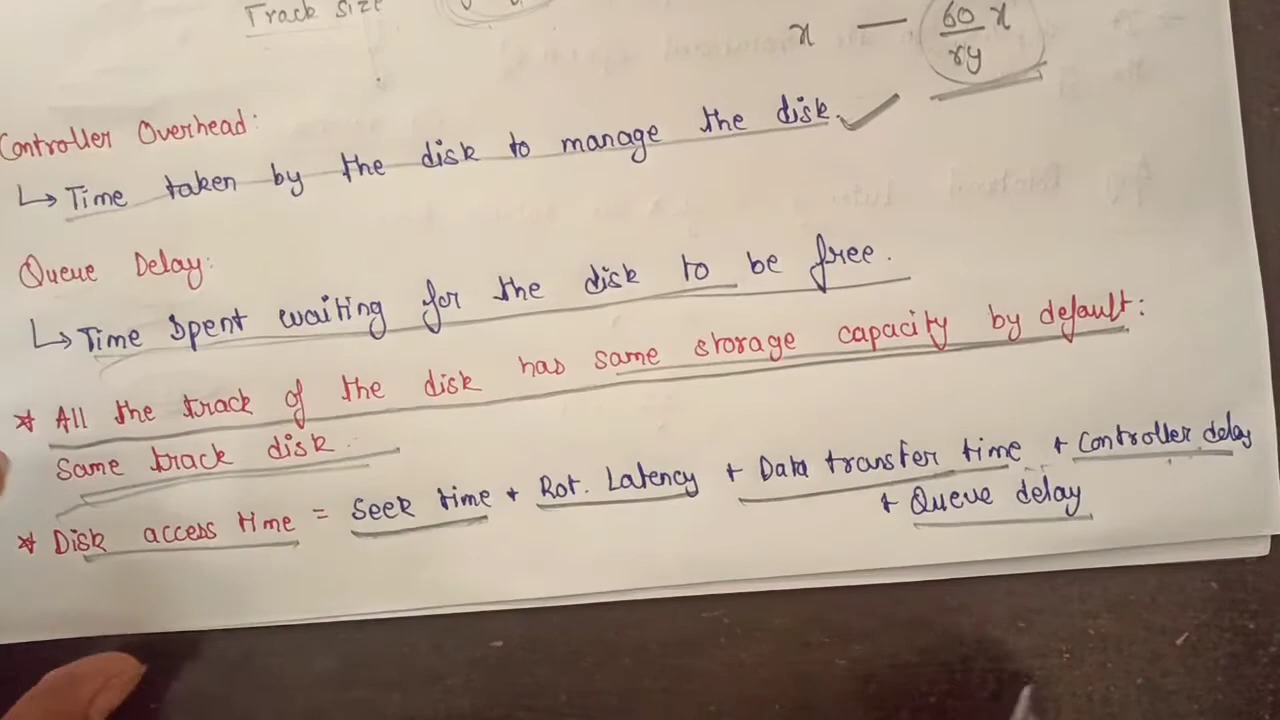 Track size
x — 60 x
ry
Controller Overhead:
↳ Time taken by the disk to manage the disk. ✓
Queue Delay:
↳ Time Spent waiting for the disk to be free.
* All the track of the disk has same storage capacity by default:
Same track disk.
* Disk access time = Seek time + Rot. Latency + Data transfer time + Controller delay
+ Queue delay